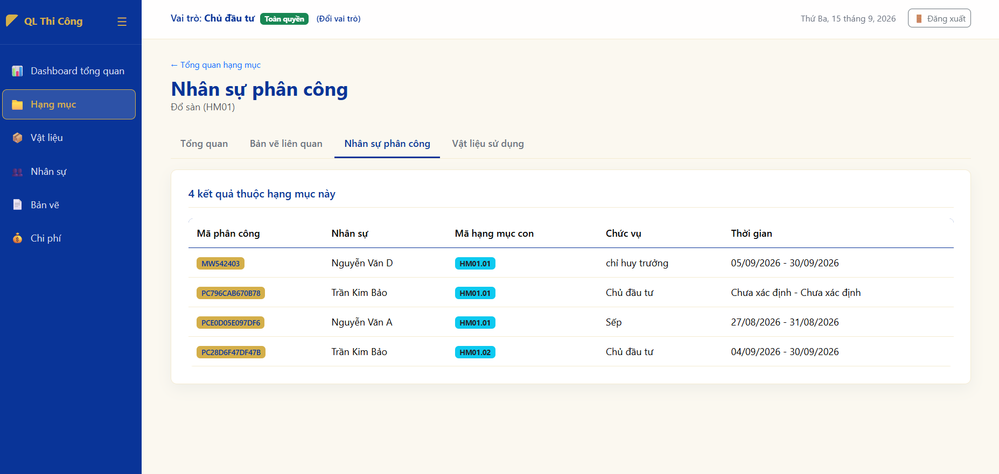 QL Thi Công
Vai trò: Chủ đầu tư Toàn quyền (Đổi vai trò)
Thứ Ba, 15 tháng 9, 2026
Đăng xuất
Dashboard tổng quan
Hạng mục
Vật liệu
Nhân sự
Bản vẽ
Chi phí
← Tổng quan hạng mục
Nhân sự phân công
Đổ sàn (HM01)
Tổng quan Bản vẽ liên quan Nhân sự phân công Vật liệu sử dụng
4 kết quả thuộc hạng mục này
Mã phân công Nhân sự Mã hạng mục con Chức vụ Thời gian
MW542403 Nguyễn Văn D HM01.01 chỉ huy trưởng 05/09/2026 - 30/09/2026
PC796CAB670B78 Trần Kim Bảo HM01.01 Chủ đầu tư Chưa xác định - Chưa xác định
PCE0D05E097DF6 Nguyễn Văn A HM01.01 Sếp 27/08/2026 - 31/08/2026
PC28D6F47DF47B Trần Kim Bảo HM01.02 Chủ đầu tư 04/09/2026 - 30/09/2026